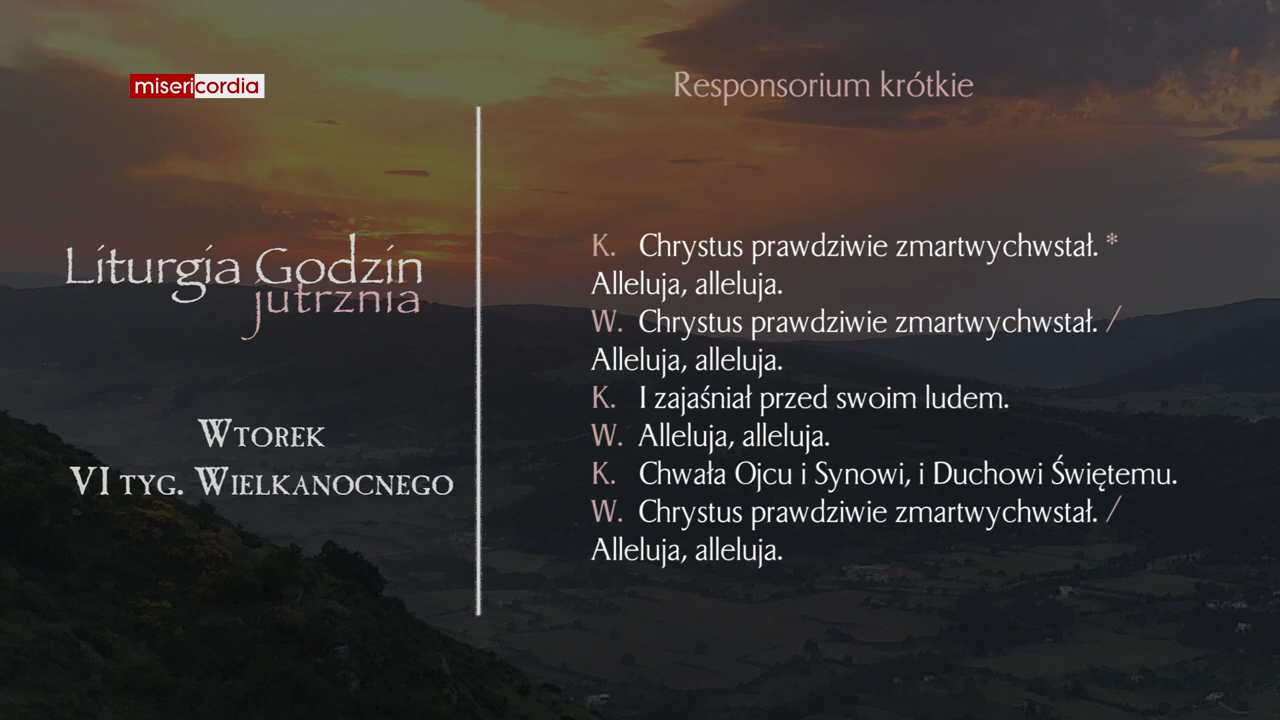 misericordia
Liturgia Godzin
jutrznia
Wtorek
VI tyg. Wielkanocnego
Responsorium krótkie
K. Chrystus prawdziwie zmartwychwstał. *
Alleluja, alleluja.
W. Chrystus prawdziwie zmartwychwstał. /
Alleluja, alleluja.
K. I zajaśniał przed swoim ludem.
W. Alleluja, alleluja.
K. Chwała Ojcu i Synowi, i Duchowi Świętemu.
W. Chrystus prawdziwie zmartwychwstał. /
Alleluja, alleluja.